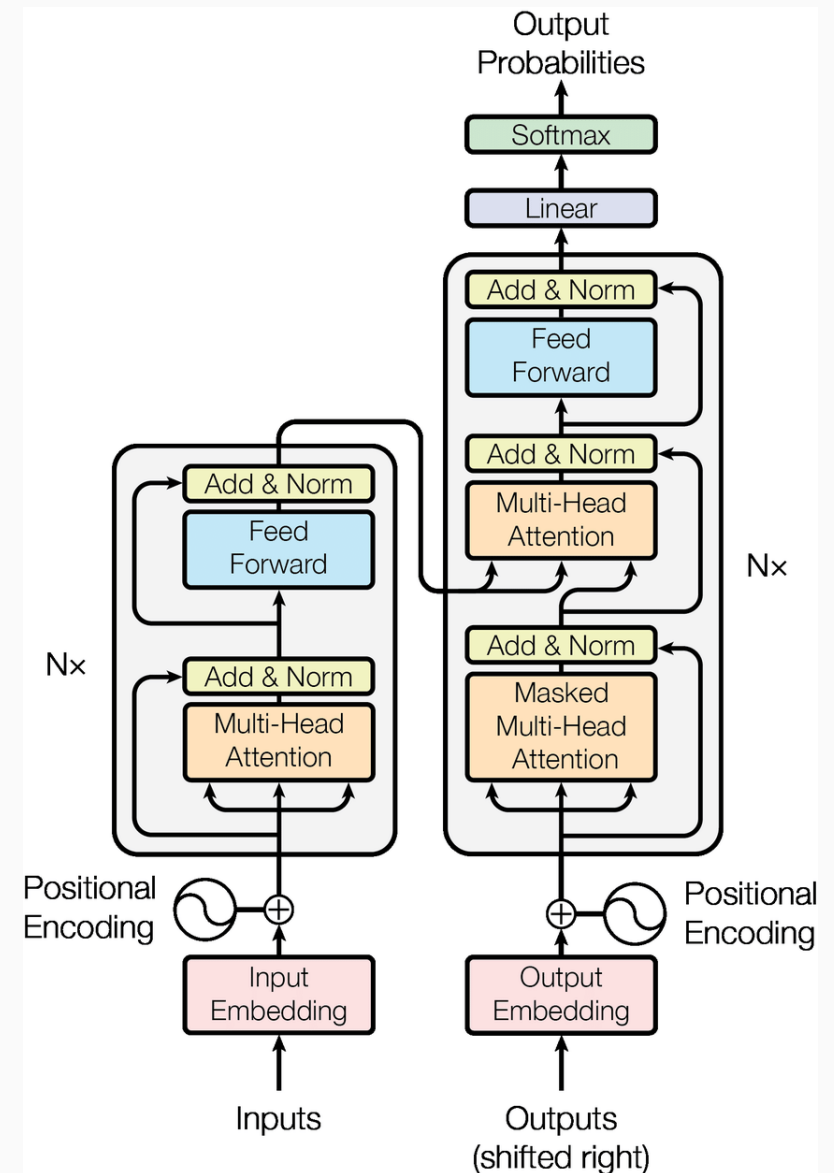 Output
Probabilities
Softmax
Linear
Add & Norm
Feed
Forward
Add & Norm
Multi-Head
Attention
N×
Add & Norm
Masked
Multi-Head
Attention
Add & Norm
Feed
Forward
N×
Add & Norm
Multi-Head
Attention
Positional
Encoding
Positional
Encoding
Input
Embedding
Output
Embedding
Inputs
Outputs
(shifted right)